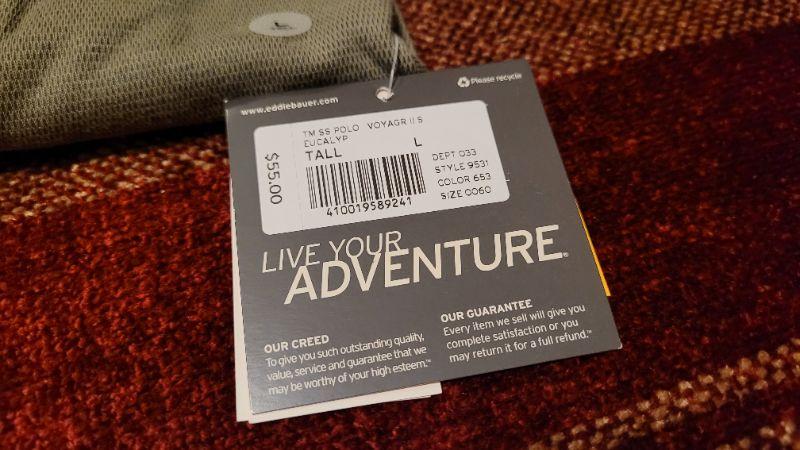 L
www.eddiebauer.com
Please recycle
$55.00
TM SS POLO VOYAGR II S
EUCALYP
TALL L
410019589241
DEPT 033
STYLE 9531
COLOR 653
SIZE 0060
LIVE YOUR
ADVENTURE®
OUR CREED
To give you such outstanding quality,
value, service and guarantee that we
may be worthy of your high esteem.™
OUR GUARANTEE
Every item we sell will give you
complete satisfaction or you
may return it for a full refund.™